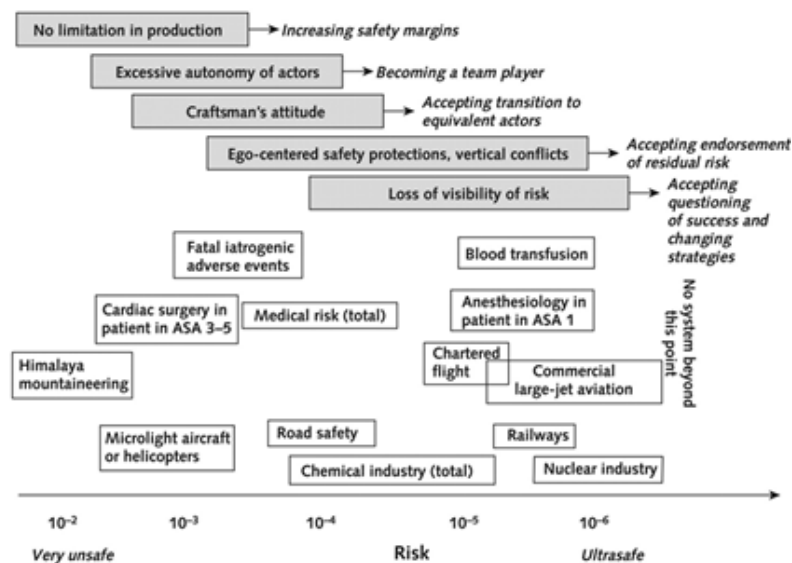 No limitation in production
Increasing safety margins
Excessive autonomy of actors
Becoming a team player
Craftsman's attitude
Accepting transition to
equivalent actors
Ego-centered safety protections, vertical conflicts
Accepting endorsement
of residual risk
Loss of visibility of risk
Accepting
questioning
of success and
changing
strategies
Fatal iatrogenic
adverse events
Blood transfusion
Cardiac surgery in
patient in ASA 3–5
Medical risk (total)
Anesthesiology in
patient in ASA 1
No system beyond
this point
Himalaya
mountaineering
Chartered
flight
Commercial
large-jet aviation
Microlight aircraft
or helicopters
Road safety
Railways
Chemical industry (total)
Nuclear industry
10⁻² 10⁻³ 10⁻⁴ 10⁻⁵ 10⁻⁶
Very unsafe Risk Ultrasafe